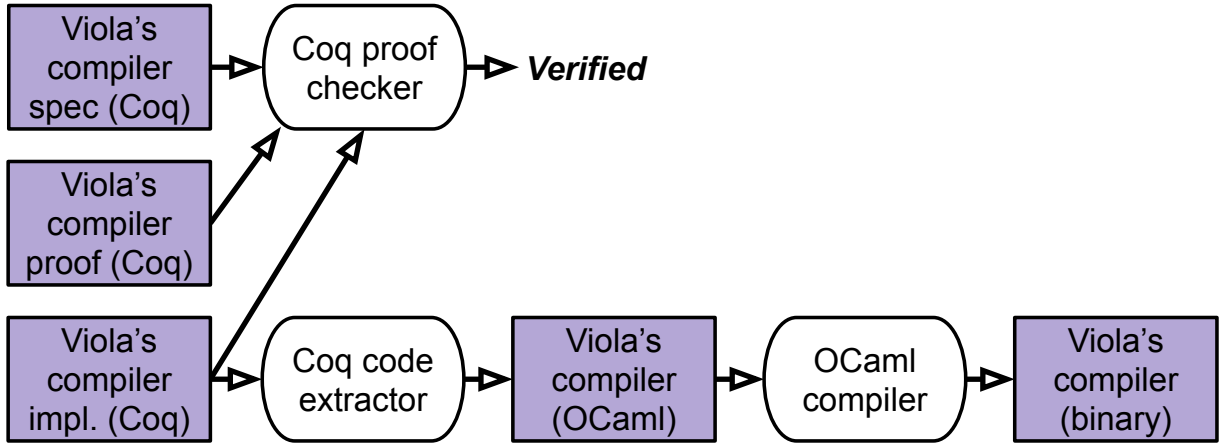 Viola's
compiler
spec (Coq)
Coq proof
checker
Verified
Viola's
compiler
proof (Coq)
Viola's
compiler
impl. (Coq)
Coq code
extractor
Viola's
compiler
(OCaml)
OCaml
compiler
Viola's
compiler
(binary)